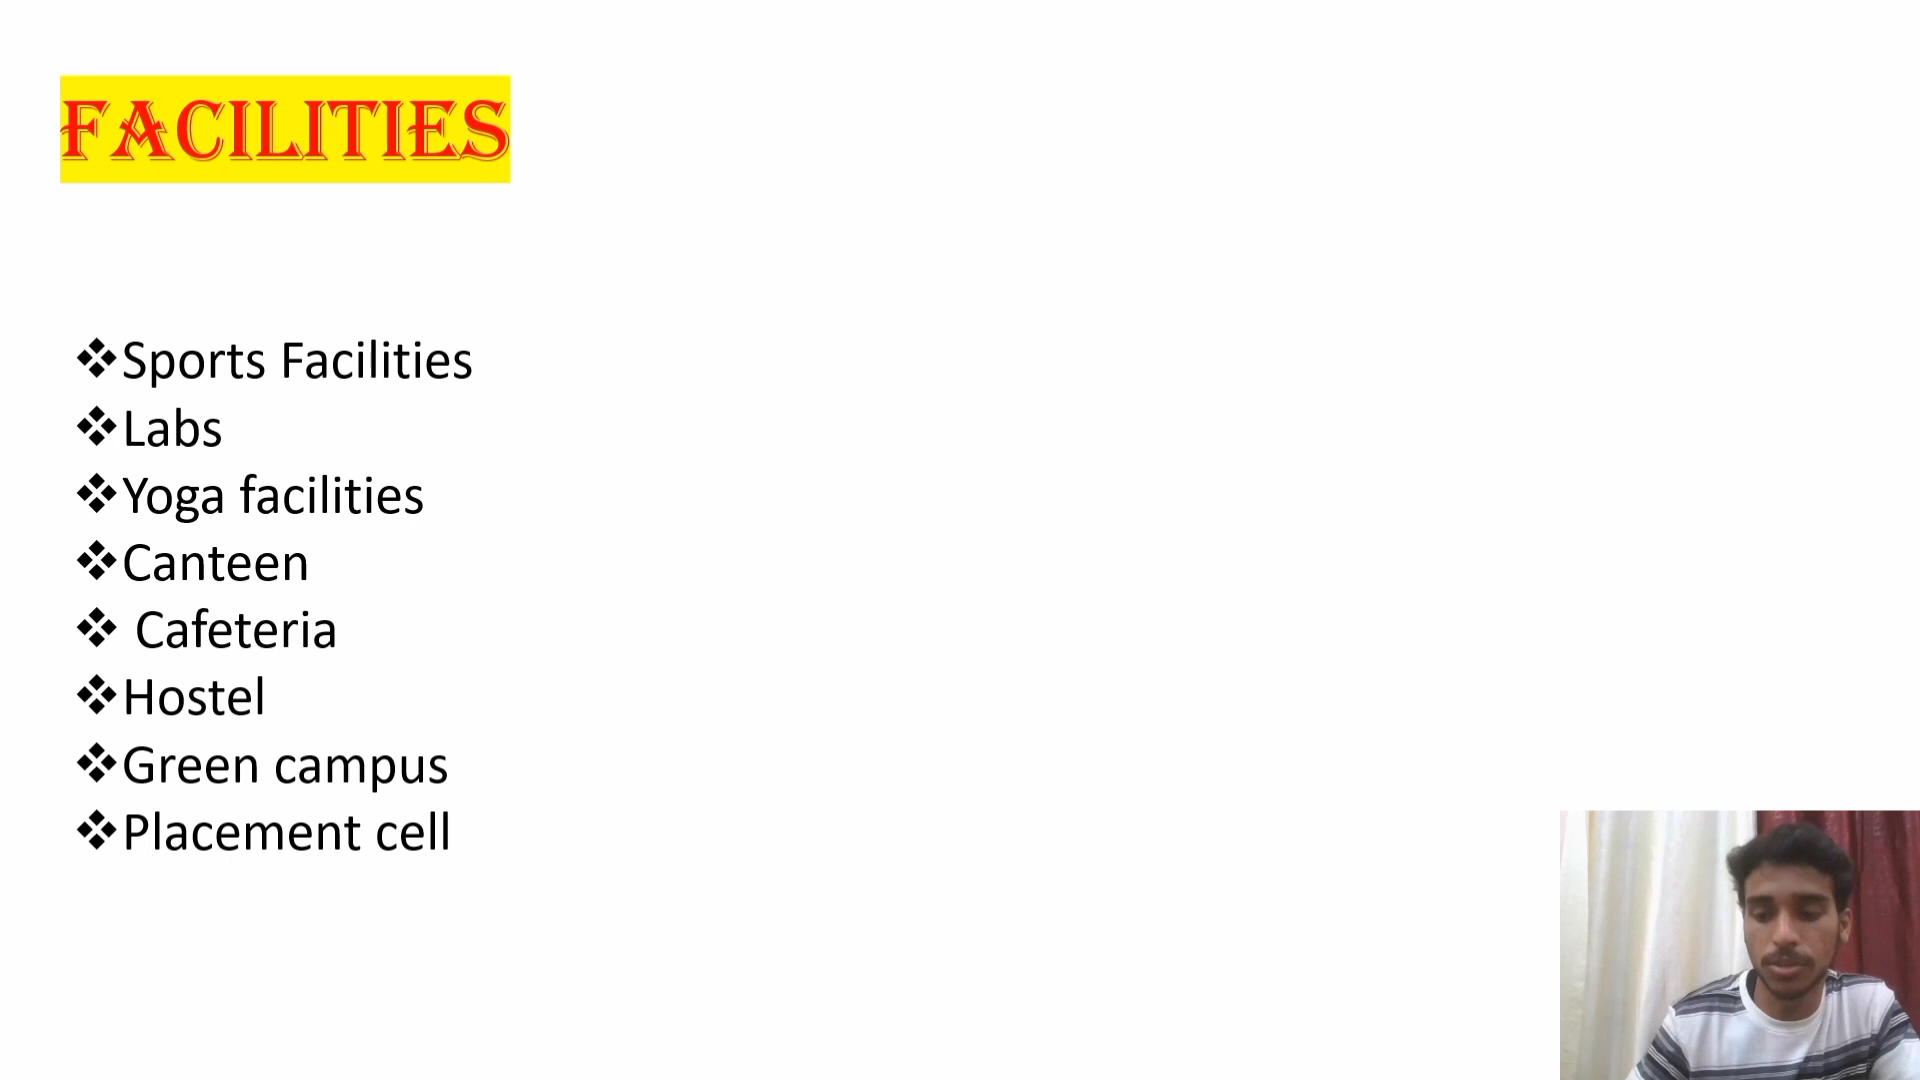 FACILITIES
❖Sports Facilities
❖Labs
❖Yoga facilities
❖Canteen
❖ Cafeteria
❖Hostel
❖Green campus
❖Placement cell